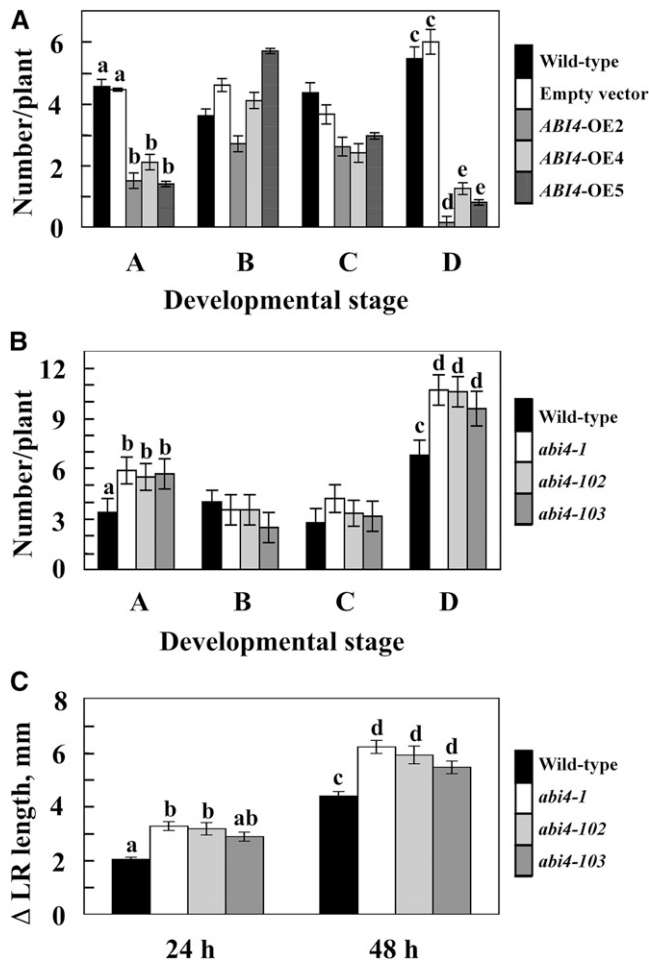 A
Number/plant
6
4
2
0
a a b b b
c c d e e
A B C D
Developmental stage
Wild-type
Empty vector
ABI4-OE2
ABI4-OE4
ABI4-OE5
B
Number/plant
12
9
6
3
0
a b b b
c d d d
A B C D
Developmental stage
Wild-type
abi4-1
abi4-102
abi4-103
C
Δ LR length, mm
8
6
4
2
0
a b b ab
c d d d
24 h 48 h
Wild-type
abi4-1
abi4-102
abi4-103